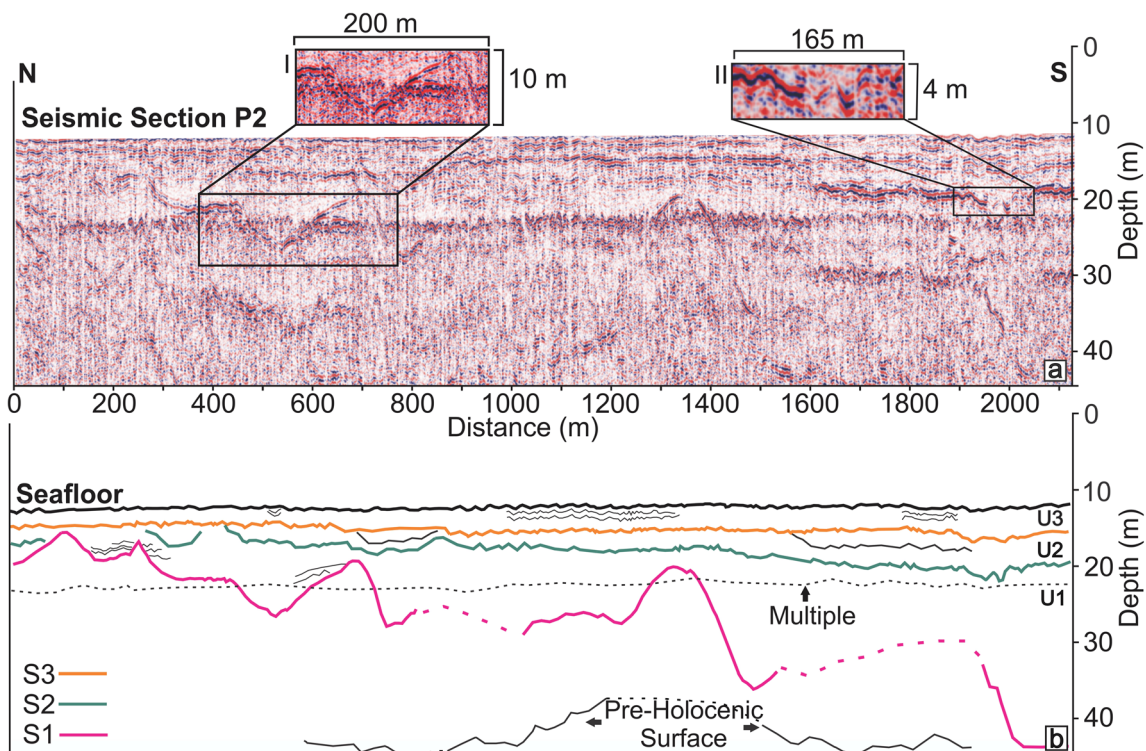 200 m
165 m
0
N
I
10 m
II
4 m
S
Seismic Section P2
10
20
30
40
Depth (m)
a
0 200 400 600 800 1000 1200 1400 1600 1800 2000
Distance (m)
0
Seafloor
10
U3
U2
20
U1
Multiple
Depth (m)
30
S3
S2
S1
Pre-Holocenic
Surface
40
b